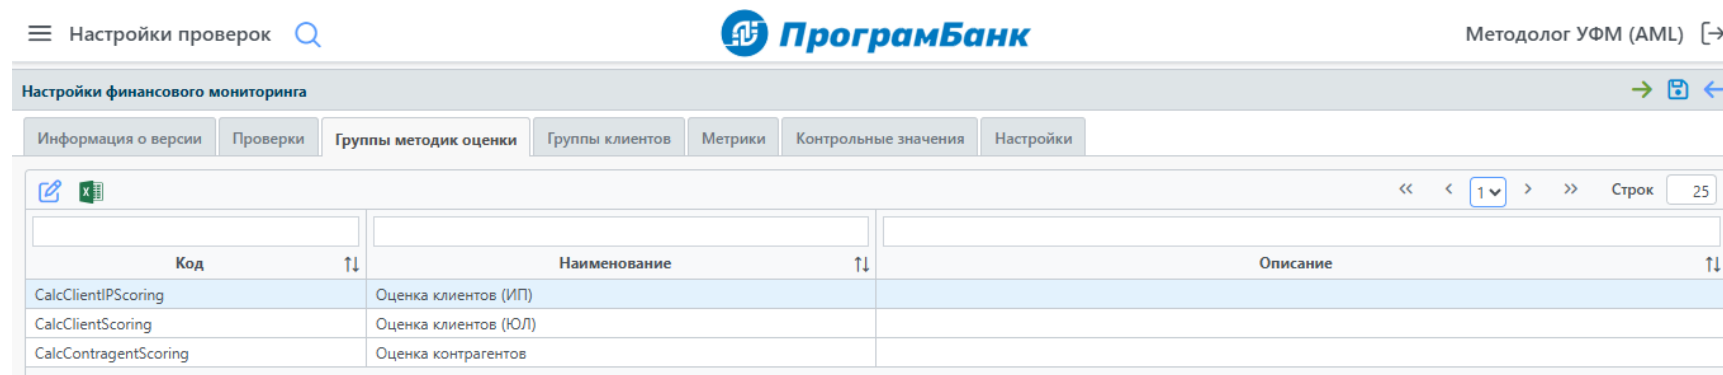 Настройки проверок ПрограмБанк Методолог УФМ (AML)
Настройки финансового мониторинга
Информация о версии Проверки Группы методик оценки Группы клиентов Метрики Контрольные значения Настройки
1 Строк 25
Код Наименование Описание
CalcClientIPScoring Оценка клиентов (ИП)
CalcClientScoring Оценка клиентов (ЮЛ)
CalcContragentScoring Оценка контрагентов